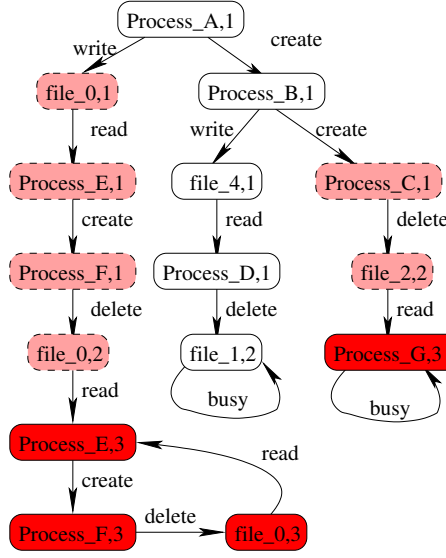 Process_A,1
write
create
file_0,1
Process_B,1
read
write
create
Process_E,1
file_4,1
Process_C,1
create
read
delete
Process_F,1
Process_D,1
file_2,2
delete
delete
read
file_0,2
file_1,2
Process_G,3
read
busy
busy
Process_E,3
read
create
Process_F,3
delete
file_0,3